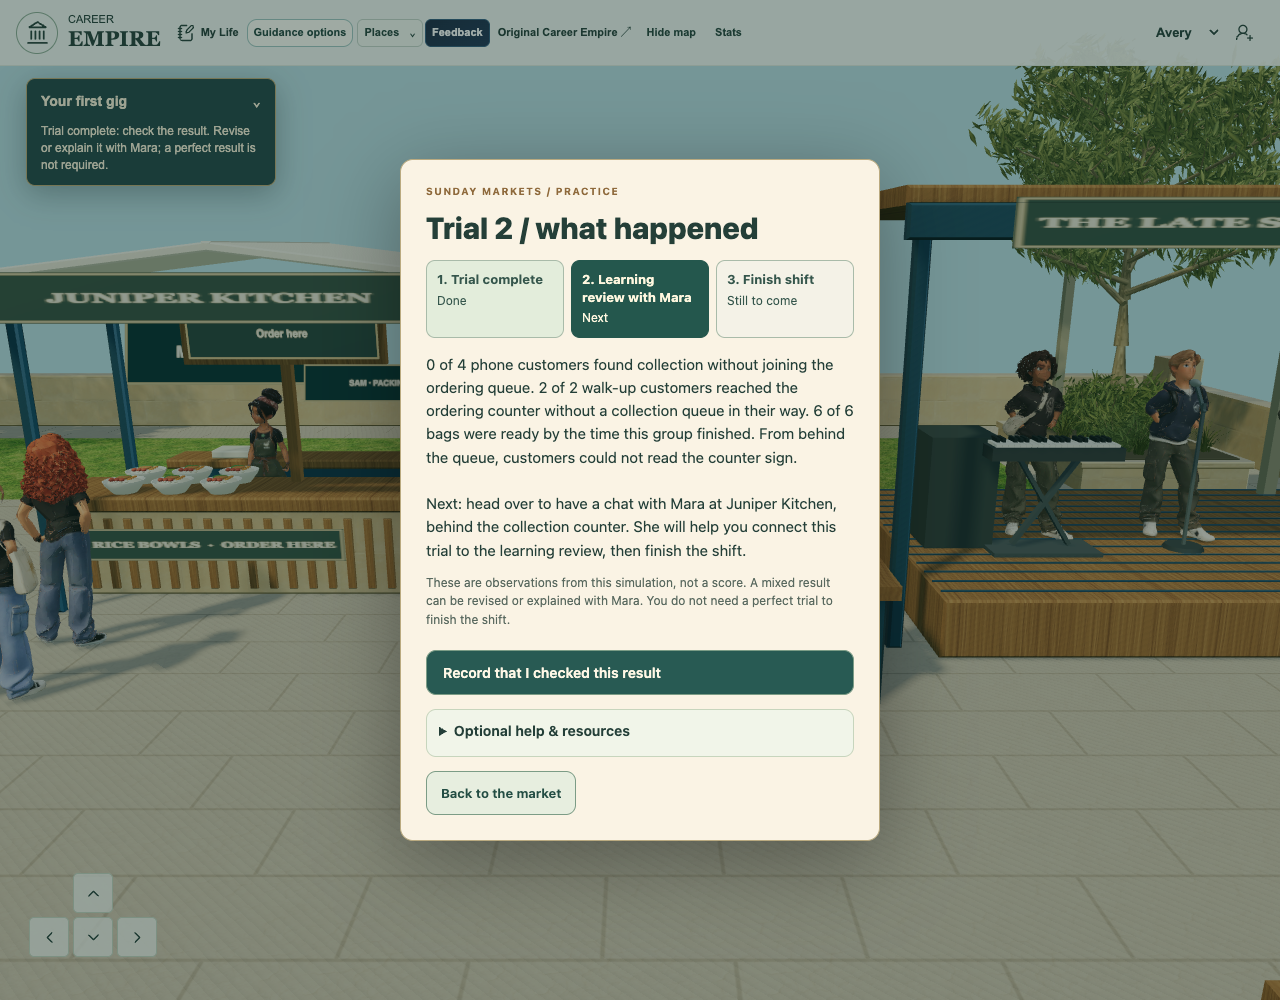 CAREER
EMPIRE
My Life
Guidance options
Places
Feedback
Original Career Empire
Hide map
Stats
Avery
Your first gig
Trial complete: check the result. Revise
or explain it with Mara; a perfect result is
not required.
JUNIPER KITCHEN
Order here
RICE BOWLS - ORDER HERE
SUNDAY MARKETS / PRACTICE
Trial 2 / what happened
1. Trial complete
Done
2. Learning
review with Mara
Next
3. Finish shift
Still to come
0 of 4 phone customers found collection without joining the
ordering queue. 2 of 2 walk-up customers reached the
ordering counter without a collection queue in their way. 6 of 6
bags were ready by the time this group finished. From behind
the queue, customers could not read the counter sign.
Next: head over to have a chat with Mara at Juniper Kitchen,
behind the collection counter. She will help you connect this
trial to the learning review, then finish the shift.
These are observations from this simulation, not a score. A mixed result
can be revised or explained with Mara. You do not need a perfect trial to
finish the shift.
Record that I checked this result
Optional help & resources
Back to the market
THE LATE S